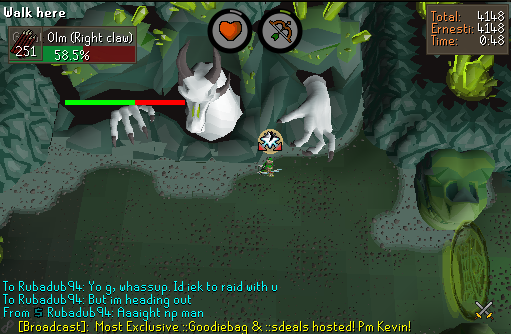 Walk here
Olm (Right claw)
251
58.5%
Total: 4148
Ernesti: 4148
Time: 0:48
To Rubadub94: Yo g, whassup. Id iek to raid with u
To Rubadub94: But im heading out
From S Rubadub94: Aaaight np man
[Broadcast]: Most Exclusive ::Goodiebag & ::sdeals hosted! Pm Kevin!